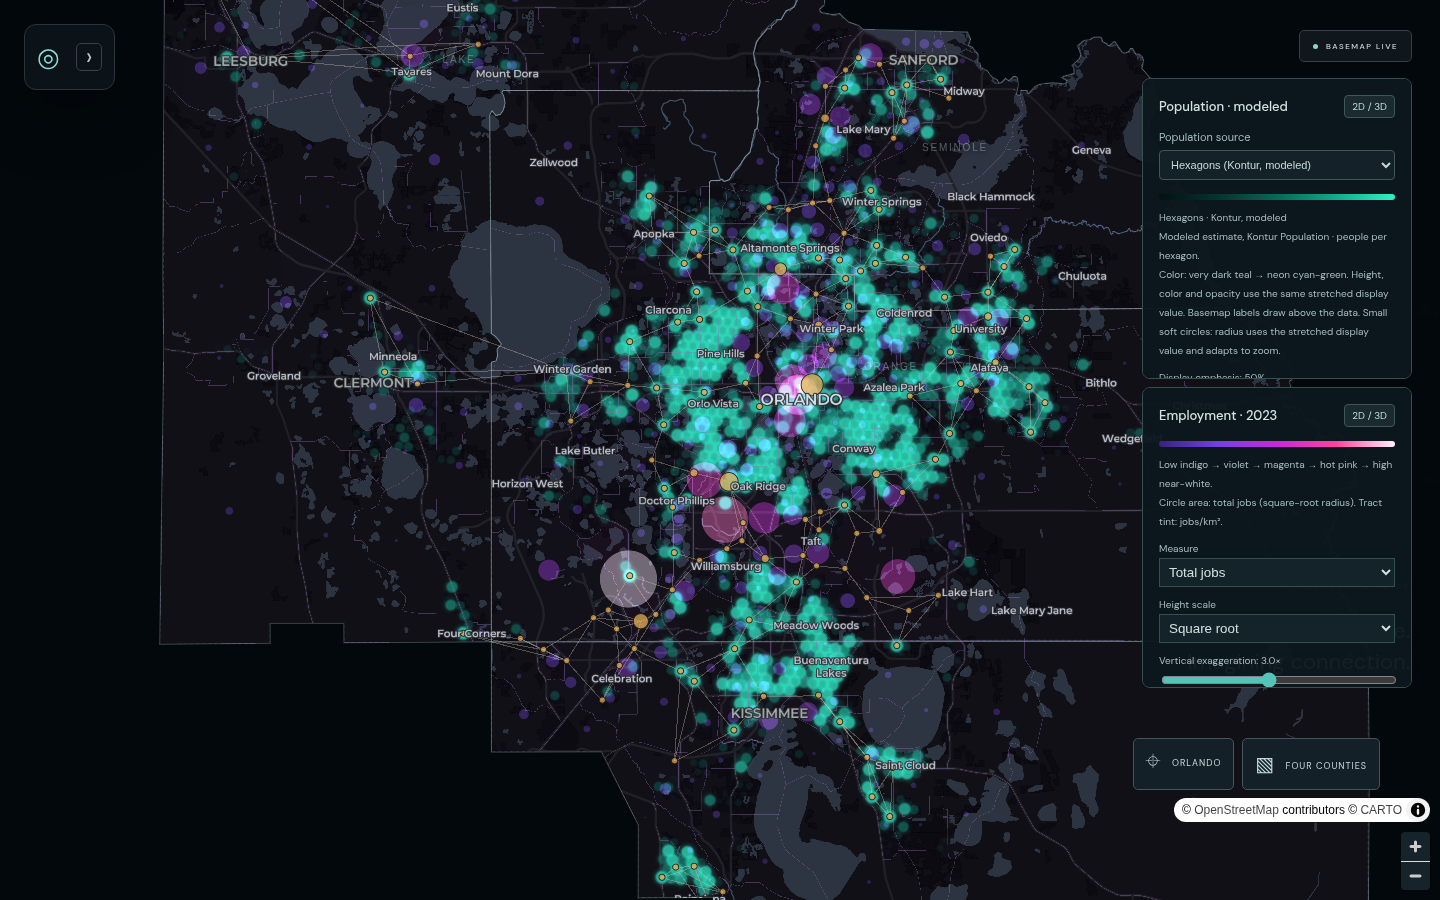 Eustis
LEESBURG
LAKE
Tavares
Mount Dora
SANFORD
Midway
Lake Mary
SEMINOLE
Geneva
Zellwood
Winter Springs
Black Hammock
Apopka
Altamonte Springs
Oviedo
Chuluota
Clarcona
Goldenrod
Winter Park
University
Pine Hills
Minneola
Winter Garden
ORANGE
Alafaya
Groveland
CLERMONT
Azalea Park
Bithlo
Orlo Vista
ORLANDO
Lake Butler
Conway
Horizon West
Oak Ridge
Doctor Phillips
Taft
Williamsburg
Lake Hart
Lake Mary Jane
Four Corners
Meadow Woods
Celebration
Buenaventura
Lakes
KISSIMMEE
Saint Cloud
BASEMAP LIVE
Population · modeled
2D / 3D
Population source
Hexagons (Kontur, modeled)
Hexagons · Kontur, modeled
Modeled estimate, Kontur Population · people per
hexagon.
Color: very dark teal → neon cyan-green. Height,
color and opacity use the same stretched display
value. Basemap labels draw above the data. Small
soft circles: radius uses the stretched display
value and adapts to zoom.
Display emphasis: 50%
Employment · 2023
2D / 3D
Low indigo → violet → magenta → hot pink → high
near-white.
Circle area: total jobs (square-root radius). Tract
tint: jobs/km².
Measure
Total jobs
Height scale
Square root
Vertical exaggeration: 3.0×
connection.
ORLANDO
FOUR COUNTIES
© OpenStreetMap contributors © CARTO